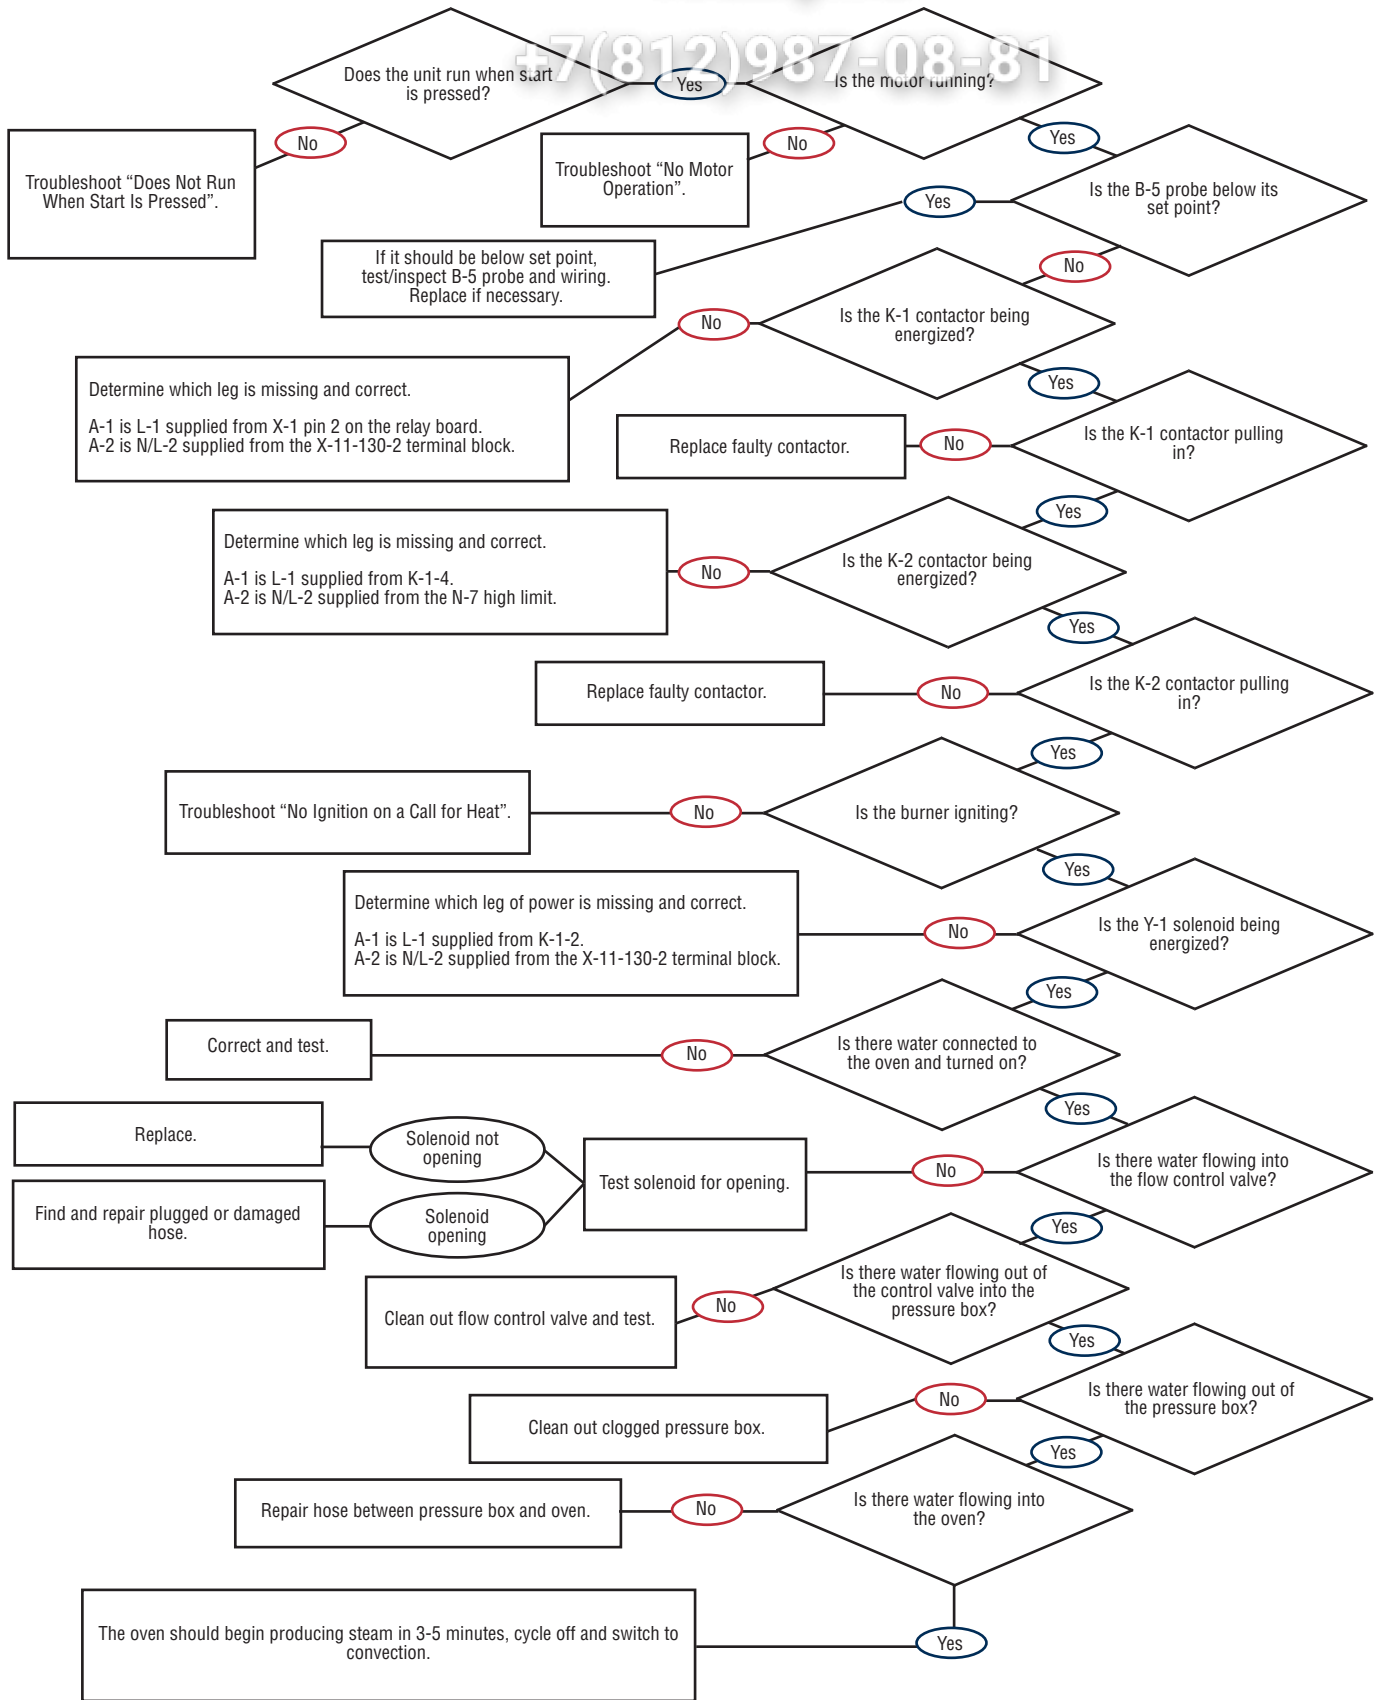 +7(812)987-08-81
Does the unit run when start
is pressed?
Yes
Is the motor running?
No
Troubleshoot “Does Not Run
When Start Is Pressed”.
No
Troubleshoot “No Motor
Operation”.
Yes
Is the B-5 probe below its
set point?
Yes
If it should be below set point,
test/inspect B-5 probe and wiring.
Replace if necessary.
No
Is the K-1 contactor being
energized?
No
Determine which leg is missing and correct.
A-1 is L-1 supplied from X-1 pin 2 on the relay board.
A-2 is N/L-2 supplied from the X-11-130-2 terminal block.
Yes
Is the K-1 contactor pulling
in?
No
Replace faulty contactor.
Yes
Is the K-2 contactor being
energized?
No
Determine which leg is missing and correct.
A-1 is L-1 supplied from K-1-4.
A-2 is N/L-2 supplied from the N-7 high limit.
Yes
Is the K-2 contactor pulling
in?
No
Replace faulty contactor.
Yes
Is the burner igniting?
No
Troubleshoot “No Ignition on a Call for Heat”.
Yes
Is the Y-1 solenoid being
energized?
No
Determine which leg of power is missing and correct.
A-1 is L-1 supplied from K-1-2.
A-2 is N/L-2 supplied from the X-11-130-2 terminal block.
Yes
Is there water connected to
the oven and turned on?
No
Correct and test.
Yes
Is there water flowing into
the flow control valve?
No
Test solenoid for opening.
Solenoid not
opening
Replace.
Solenoid
opening
Find and repair plugged or damaged
hose.
Yes
Is there water flowing out of
the control valve into the
pressure box?
No
Clean out flow control valve and test.
Yes
Is there water flowing out of
the pressure box?
No
Clean out clogged pressure box.
Yes
Is there water flowing into
the oven?
No
Repair hose between pressure box and oven.
Yes
The oven should begin producing steam in 3-5 minutes, cycle off and switch to
convection.